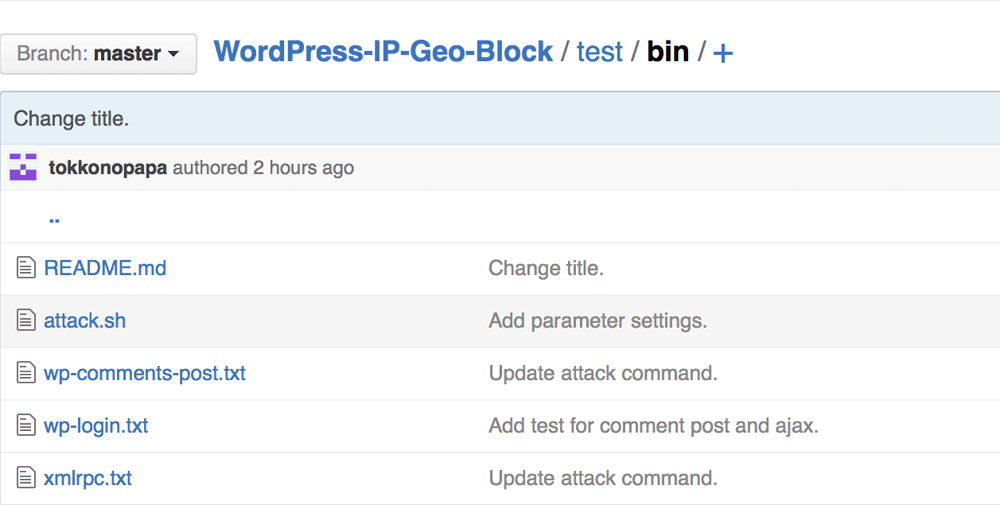 Branch: master WordPress-IP-Geo-Block / test / bin / +
Change title.
tokkonopapa authored 2 hours ago
..
README.md Change title.
attack.sh Add parameter settings.
wp-comments-post.txt Update attack command.
wp-login.txt Add test for comment post and ajax.
xmlrpc.txt Update attack command.